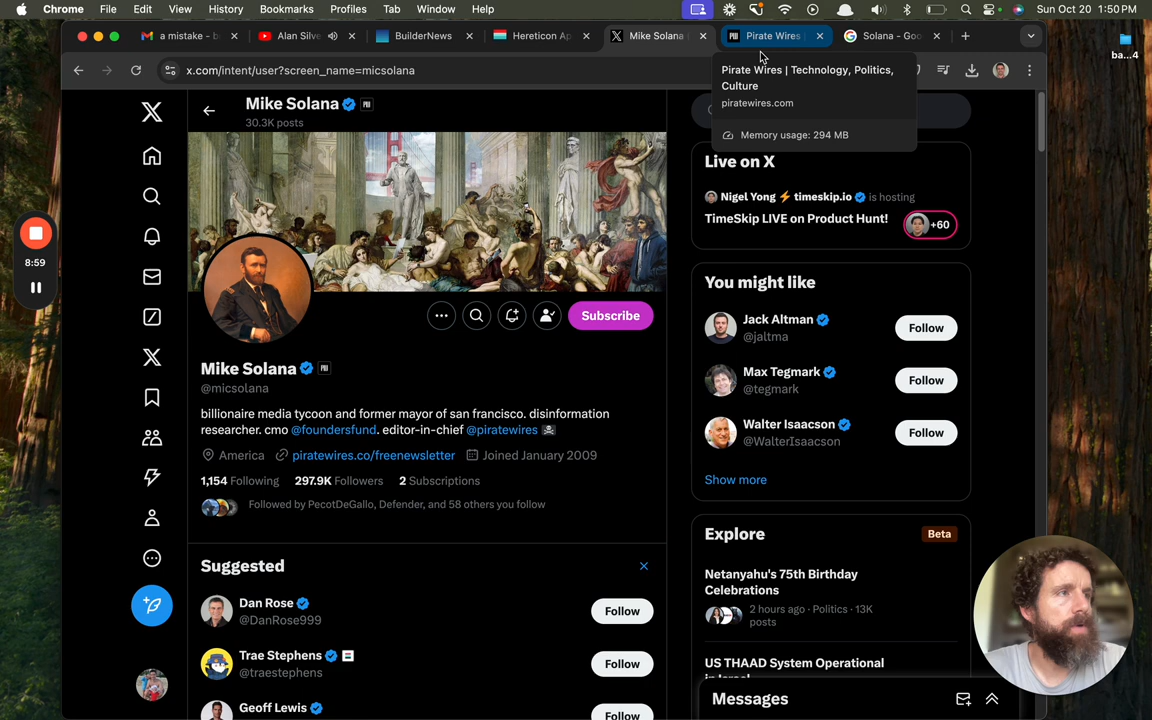 Chrome File Edit View History Bookmarks Profiles Tab Window Help Sun Oct 20 1:50 PM
a mistake - b
Alan Silve
BuilderNews
Hereticon Ap
Mike Solana
Pirate Wires |
Solana - Goo
x.com/intent/user?screen_name=micsolana
ba...4
Pirate Wires | Technology, Politics,
Culture
piratewires.com
Memory usage: 294 MB
Mike Solana
30.3K posts
8:59
Subscribe
Mike Solana
@micsolana
billionaire media tycoon and former mayor of san francisco. disinformation
researcher. cmo @foundersfund. editor-in-chief @piratewires
America piratewires.co/freenewsletter Joined January 2009
1,154 Following 297.9K Followers 2 Subscriptions
Followed by PecotDeGallo, Defender, and 58 others you follow
Suggested
Dan Rose
@DanRose999
Follow
Trae Stephens
@traestephens
Follow
Geoff Lewis
Follow
Live on X
Nigel Yong ⚡ timeskip.io is hosting
TimeSkip LIVE on Product Hunt!
+60
You might like
Jack Altman
@jaltma
Follow
Max Tegmark
@tegmark
Follow
Walter Isaacson
@WalterIsaacson
Follow
Show more
Explore
Beta
Netanyahu's 75th Birthday
Celebrations
2 hours ago · Politics · 13K
posts
US THAAD System Operational
Messages